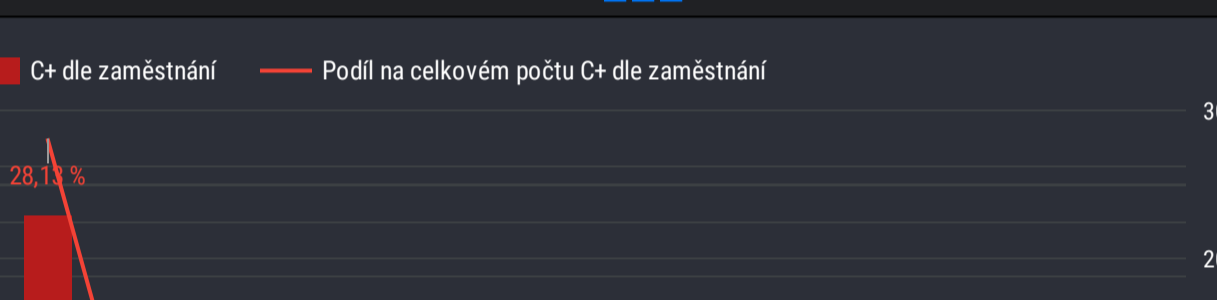 C+ dle zaměstnání
Podíl na celkovém počtu C+ dle zaměstnání
28,13 %